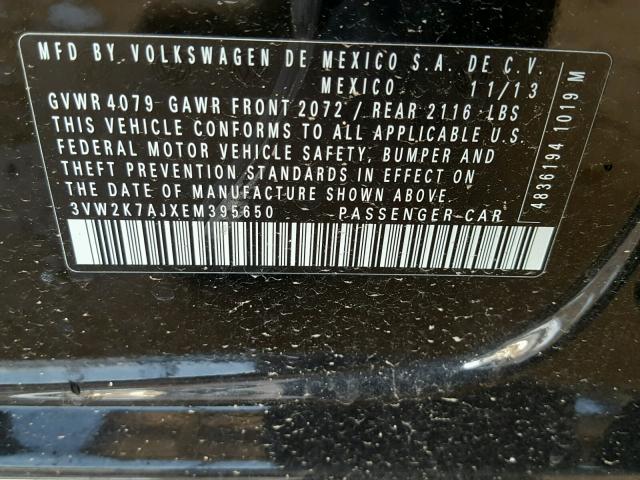 MFD BY VOLKSWAGEN DE MEXICO S.A. DE C.V.
MEXICO 11/13
GVWR 4079 GAWR FRONT 2072 / REAR 2116 LBS
THIS VEHICLE CONFORMS TO ALL APPLICABLE U.S.
FEDERAL MOTOR VEHICLE SAFETY, BUMPER AND
THEFT PREVENTION STANDARDS IN EFFECT ON
THE DATE OF MANUFACTURE SHOWN ABOVE.
3VW2K7AJXEM395650 PASSENGER-CAR
4836194 1019 M